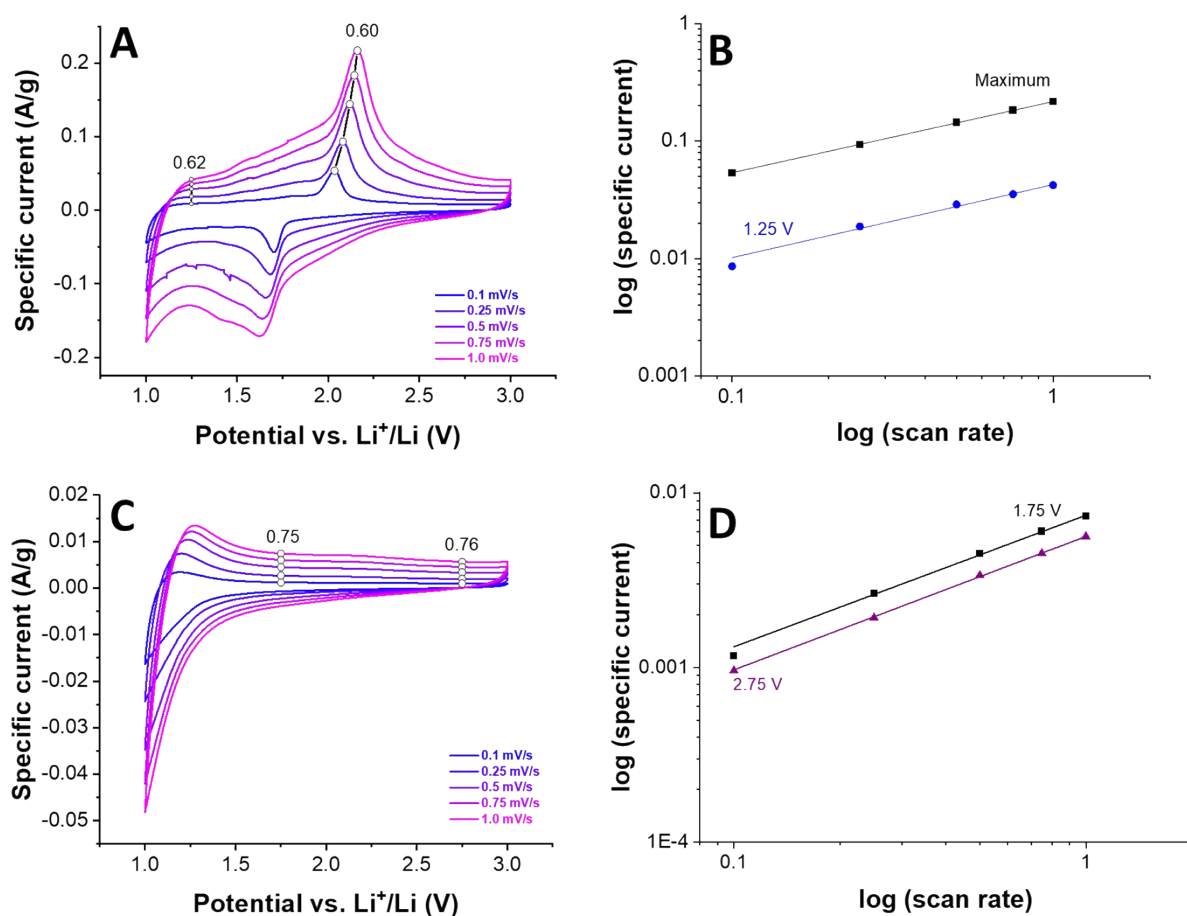 A
0.60
0.62
Specific current (A/g)
0.2
0.1
0.0
-0.1
-0.2
0.1 mV/s
0.25 mV/s
0.5 mV/s
0.75 mV/s
1.0 mV/s
1.0 1.5 2.0 2.5 3.0
Potential vs. Li⁺/Li (V)
B
Maximum
1.25 V
log (specific current)
1
0.1
0.01
0.001
0.1 1
log (scan rate)
C
0.75
0.76
Specific current (A/g)
0.02
0.01
0.00
-0.01
-0.02
-0.03
-0.04
-0.05
0.1 mV/s
0.25 mV/s
0.5 mV/s
0.75 mV/s
1.0 mV/s
1.0 1.5 2.0 2.5 3.0
Potential vs. Li⁺/Li (V)
D
1.75 V
2.75 V
log (specific current)
0.01
0.001
1E-4
0.1 1
log (scan rate)